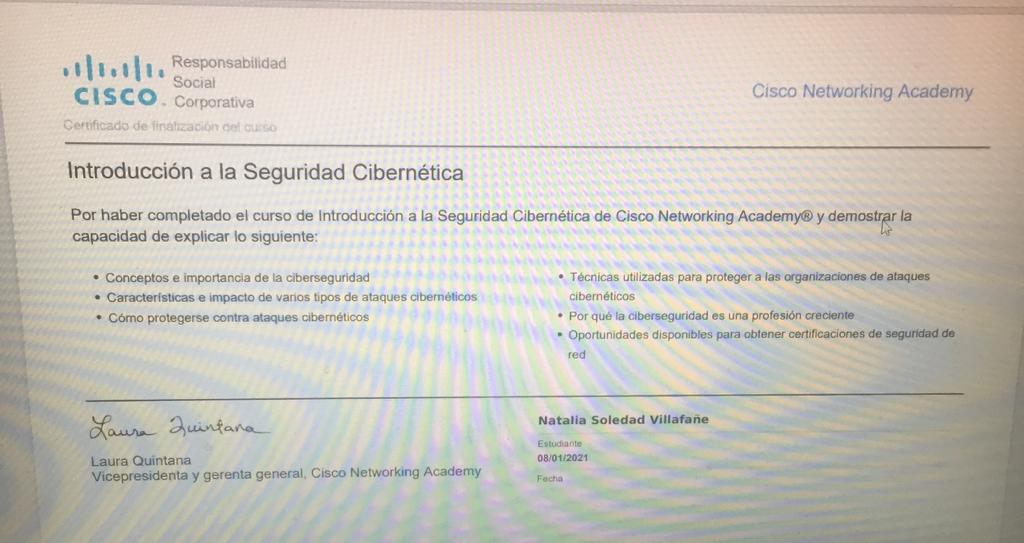 CISCO
Responsabilidad
Social
Corporativa
Cisco Networking Academy
Certificado de finalización del curso
Introducción a la Seguridad Cibernética
Por haber completado el curso de Introducción a la Seguridad Cibernética de Cisco Networking Academy® y demostrar la
capacidad de explicar lo siguiente:
• Conceptos e importancia de la ciberseguridad
• Características e impacto de varios tipos de ataques cibernéticos
• Cómo protegerse contra ataques cibernéticos
• Técnicas utilizadas para proteger a las organizaciones de ataques
cibernéticos
• Por qué la ciberseguridad es una profesión creciente
• Oportunidades disponibles para obtener certificaciones de seguridad de
red
Laura Quintana
Laura Quintana
Vicepresidenta y gerenta general, Cisco Networking Academy
Natalia Soledad Villafañe
Estudiante
08/01/2021
Fecha